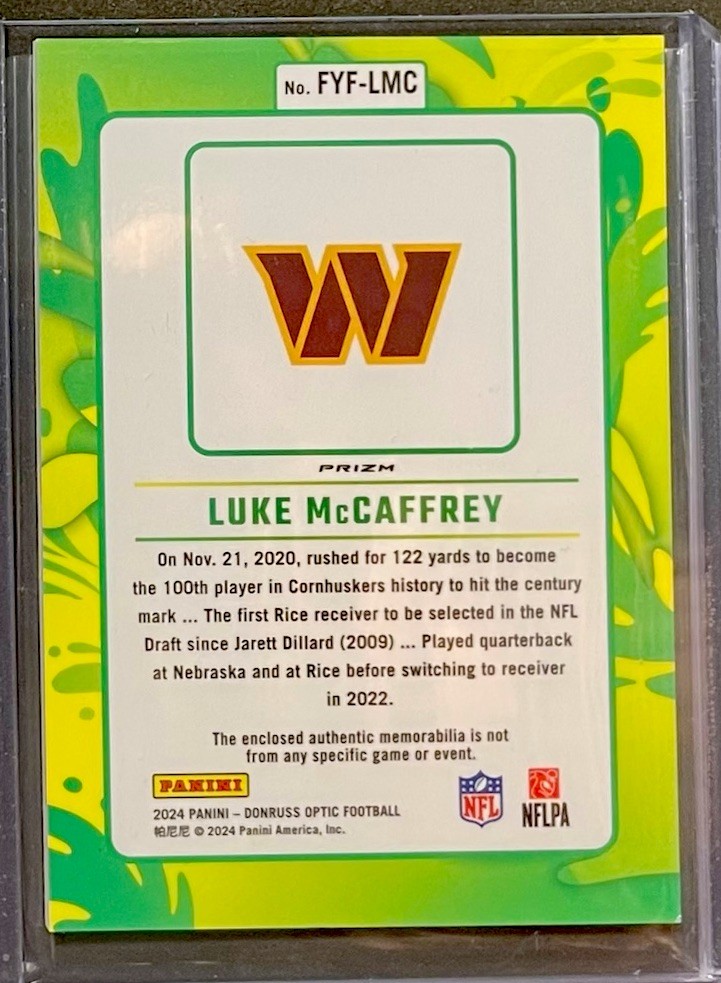 No. FYF-LMC
W
PRIZM
LUKE McCAFFREY
On Nov. 21, 2020, rushed for 122 yards to become
the 100th player in Cornhuskers history to hit the century
mark ... The first Rice receiver to be selected in the NFL
Draft since Jarett Dillard (2009) ... Played quarterback
at Nebraska and at Rice before switching to receiver
in 2022.
The enclosed authentic memorabilia is not
from any specific game or event.
PANINI
2024 PANINI – DONRUSS OPTIC FOOTBALL
帕尼尼 © 2024 Panini America, Inc.
NFL
NFLPA